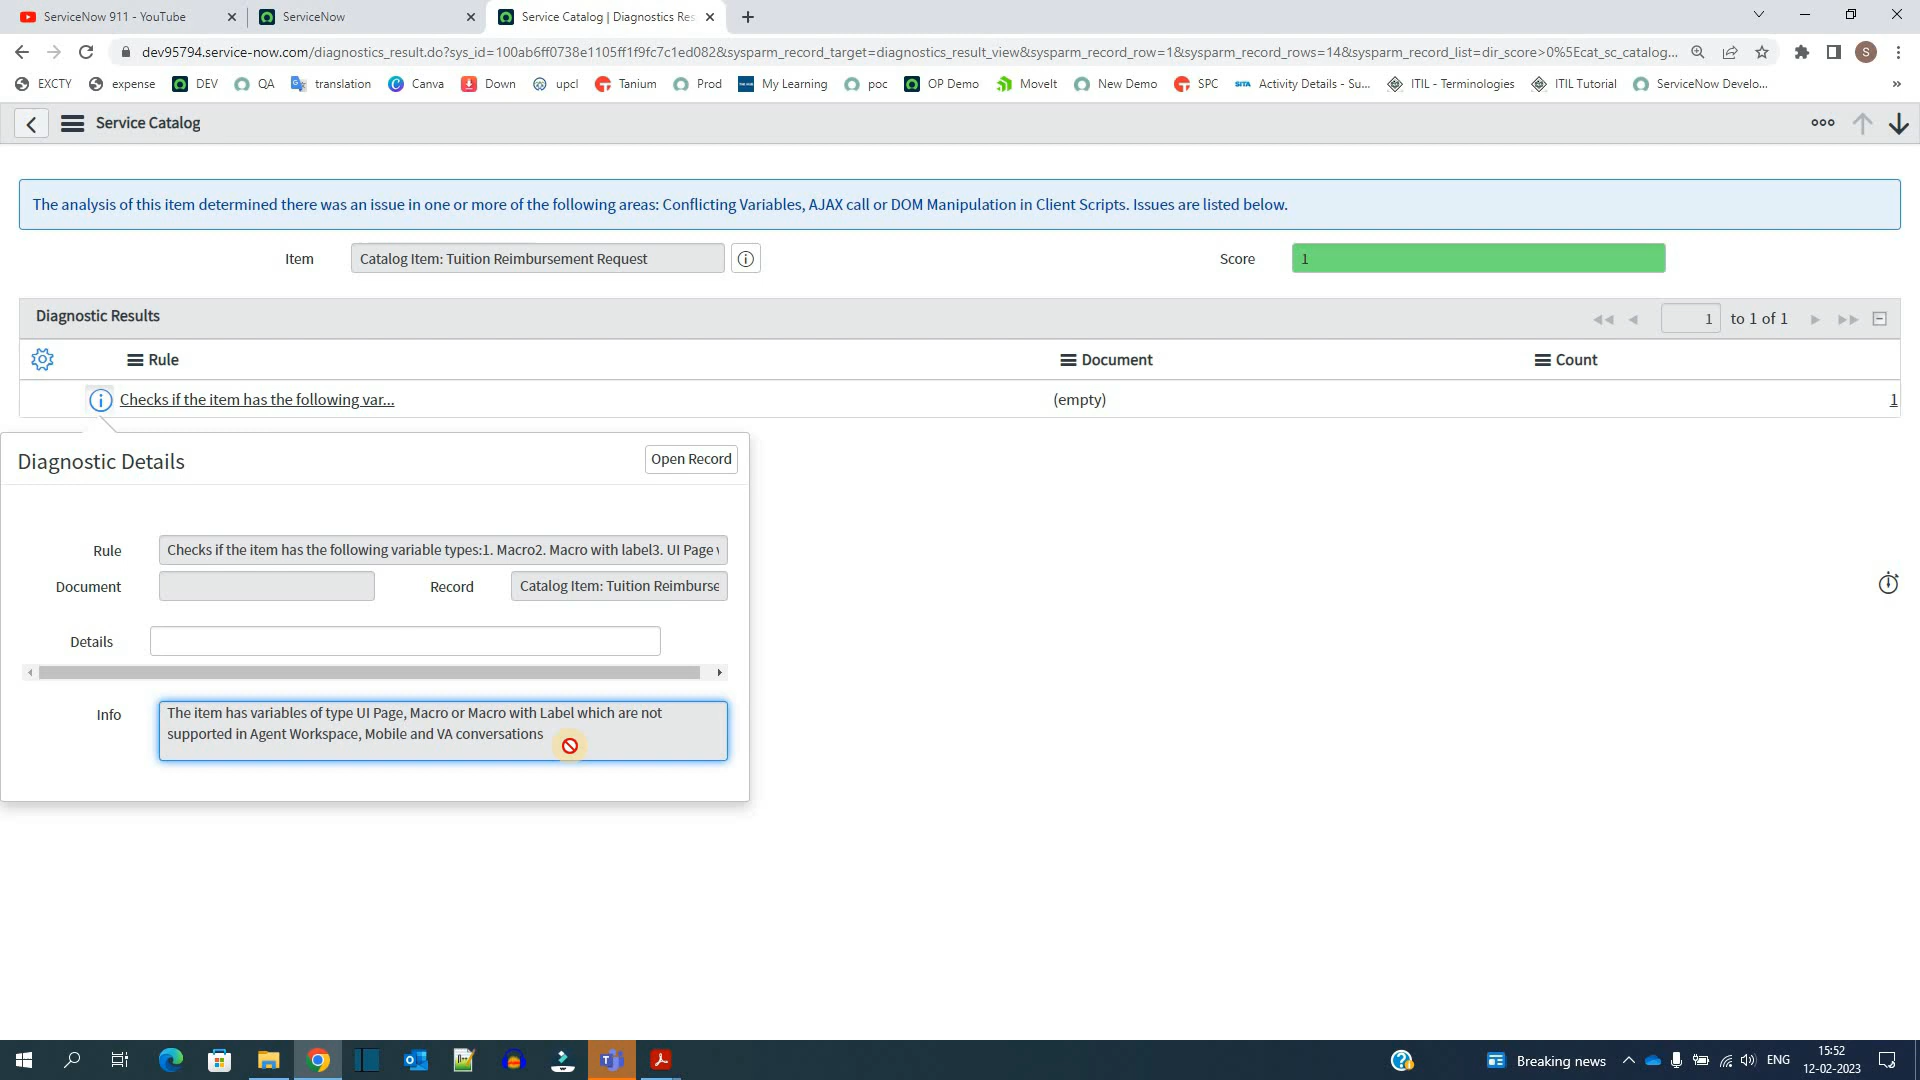 ServiceNow 911 - YouTube
ServiceNow
Service Catalog | Diagnostics Res
dev95794.service-now.com/diagnostics_result.do?sys_id=100ab6ff0738e1105ff1f9fc7c1ed082&sysparm_record_target=diagnostics_result_view&sysparm_record_row=1&sysparm_record_rows=14&sysparm_record_list=dir_score>0%5Ecat_sc_catalog...
S
EXCTY
expense
DEV
QA
translation
Canva
Down
upcl
Tanium
Prod
My Learning
poc
OP Demo
MoveIt
New Demo
SPC
SITA
Activity Details - Su...
ITIL - Terminologies
ITIL Tutorial
ServiceNow Develo...
»
Service Catalog
The analysis of this item determined there was an issue in one or more of the following areas: Conflicting Variables, AJAX call or DOM Manipulation in Client Scripts. Issues are listed below.
Item
Catalog Item: Tuition Reimbursement Request
Score
1
Diagnostic Results
1 to 1 of 1
Rule
Document
Count
Checks if the item has the following var...
(empty)
1
Diagnostic Details
Open Record
Rule
Checks if the item has the following variable types:1. Macro2. Macro with label3. UI Page
Document
Record
Catalog Item: Tuition Reimburse
Details
Info
The item has variables of type UI Page, Macro or Macro with Label which are not
supported in Agent Workspace, Mobile and VA conversations
Breaking news
ENG
15:52
12-02-2023